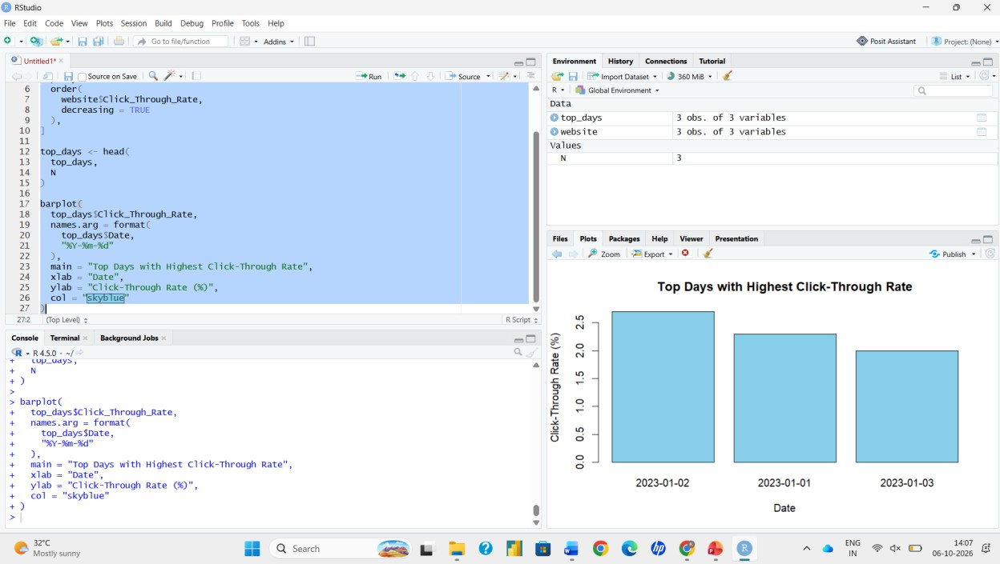 RStudio
File Edit Code View Plots Session Build Debug Profile Tools Help
Go to file/function Addins Posit Assistant Project: (None)
Untitled1*
Source on Save Run Source
6 order(
7 website$Click_Through_Rate,
8 decreasing = TRUE
9 ),
10 ]
11
12 top_days <- head(
13 top_days,
14 N
15 )
16
17 barplot(
18 top_days$Click_Through_Rate,
19 names.arg = format(
20 top_days$Date,
21 "%Y-%m-%d"
22 ),
23 main = "Top Days with Highest Click-Through Rate",
24 xlab = "Date",
25 ylab = "Click-Through Rate (%)",
26 col = "skyblue"
27 )
27:2 (Top Level) R Script
Console Terminal Background Jobs
R 4.5.0 · ~/
+ top_days,
+ N
+ )
>
> barplot(
+ top_days$Click_Through_Rate,
+ names.arg = format(
+ top_days$Date,
+ "%Y-%m-%d"
+ ),
+ main = "Top Days with Highest Click-Through Rate",
+ xlab = "Date",
+ ylab = "Click-Through Rate (%)",
+ col = "skyblue"
+ )
>
Environment History Connections Tutorial
Import Dataset 360 MiB List
R Global Environment
Data
top_days 3 obs. of 3 variables
website 3 obs. of 3 variables
Values
N 3
Files Plots Packages Help Viewer Presentation
Zoom Export Publish
Top Days with Highest Click-Through Rate
Click-Through Rate (%)
2.5
2.0
1.5
1.0
0.5
0.0
2023-01-02 2023-01-01 2023-01-03
Date
32°C
Mostly sunny
Search
ENG
IN
14:07
06-10-2026